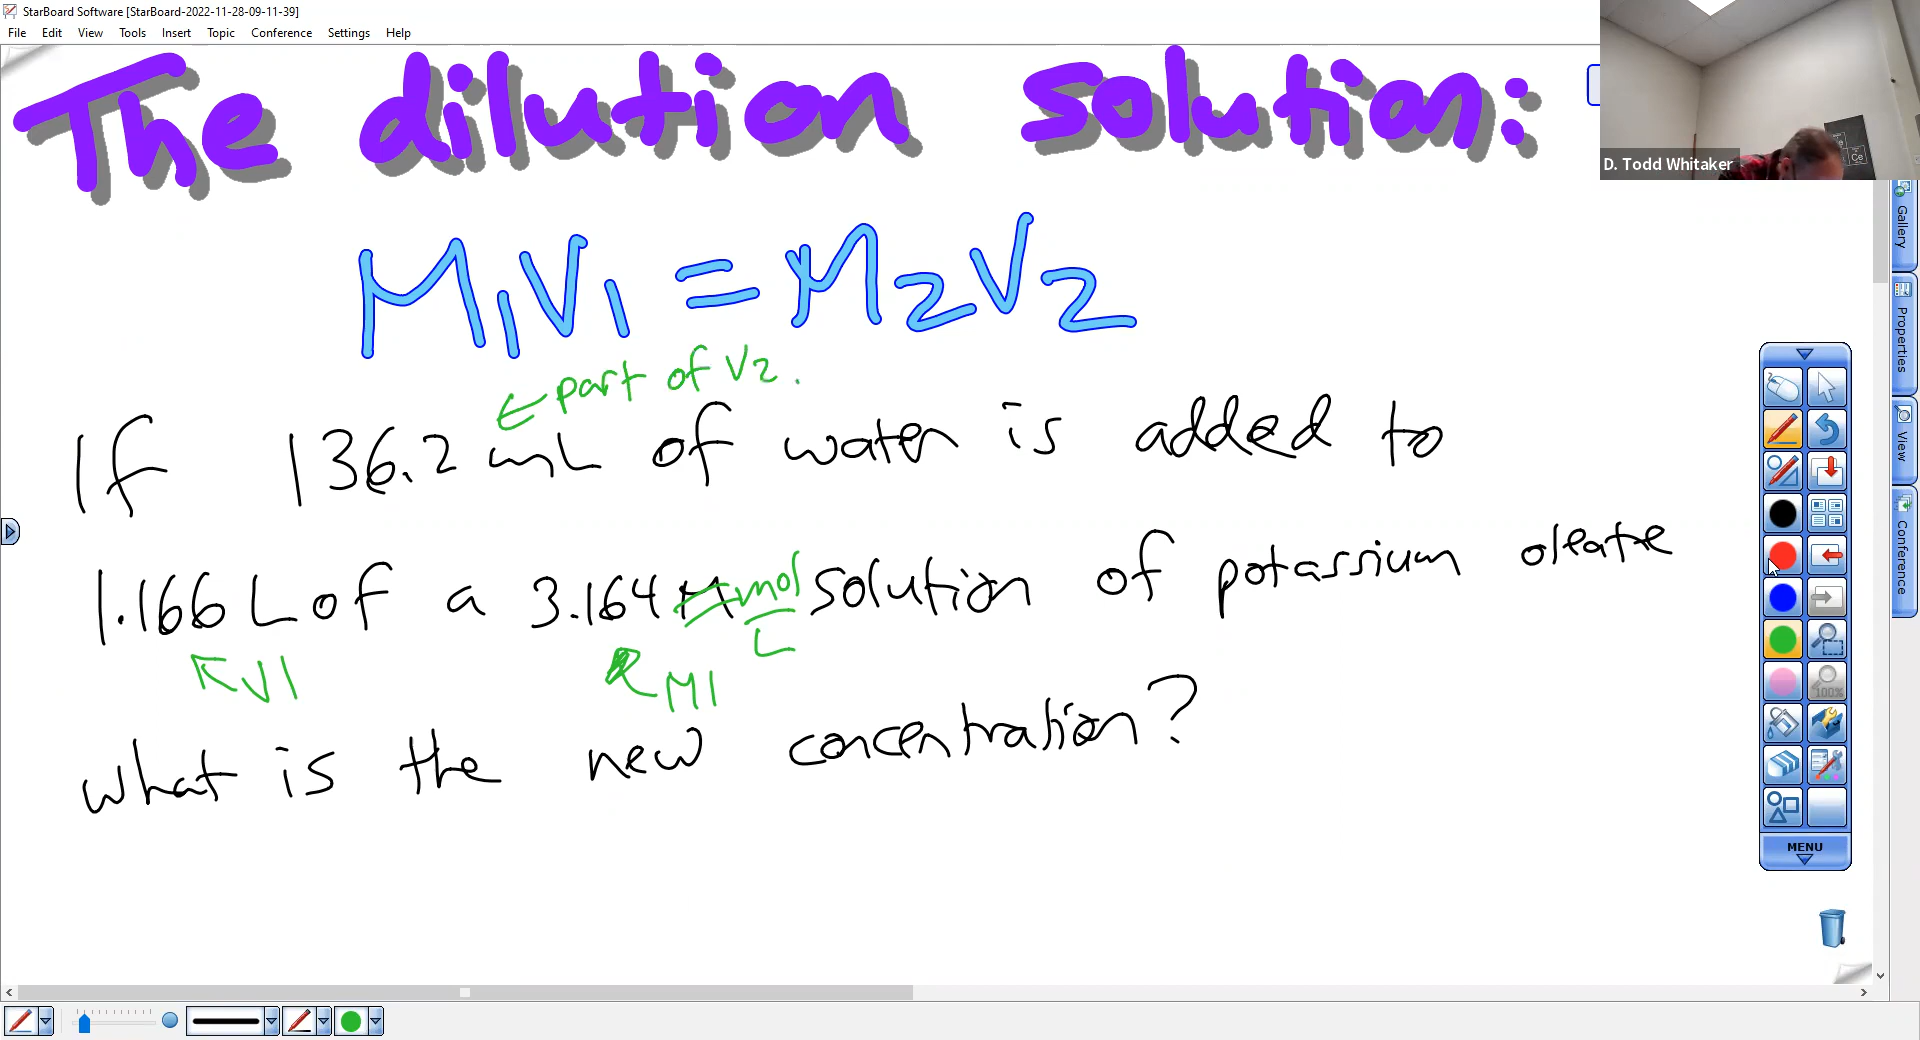 StarBoard Software [StarBoard-2022-11-28-09-11-39]
File Edit View Tools Insert Topic Conference Settings Help
The dilution solution:
D. Todd Whitaker
M1V1 = M2V2
part of V2.
If 136.2 mL of water is added to
1.166 L of a 3.164 M mol/L solution of potassium oleate
V1
M1
what is the new concentration?
Gallery
Properties
View
Conference
100%
MENU